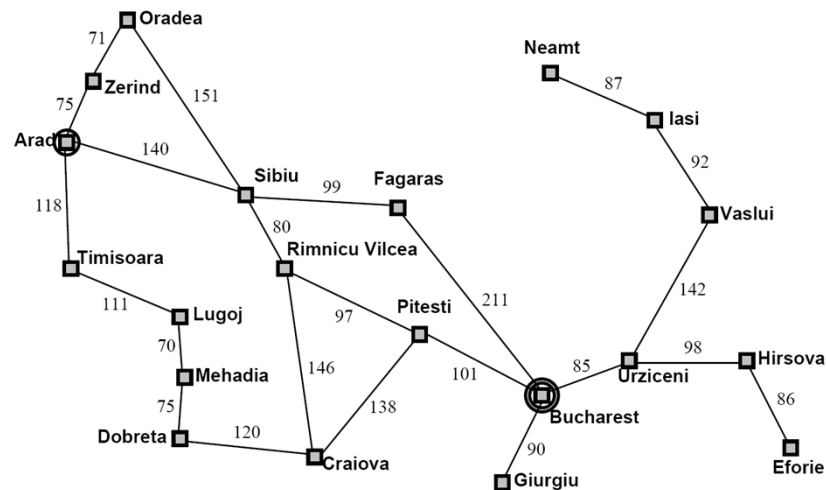 Oradea
71
Neamt
87
Zerind
151
75
Iasi
Arad
140
92
Sibiu
99
Fagaras
118
80
Vaslui
Timisoara
Rimnicu Vilcea
111
211
142
Lugoj
97
Pitesti
70
98
Hirsova
146
101
85
Mehadia
Urziceni
75
138
86
Bucharest
120
90
Dobreta
Craiova
Eforie
Giurgiu